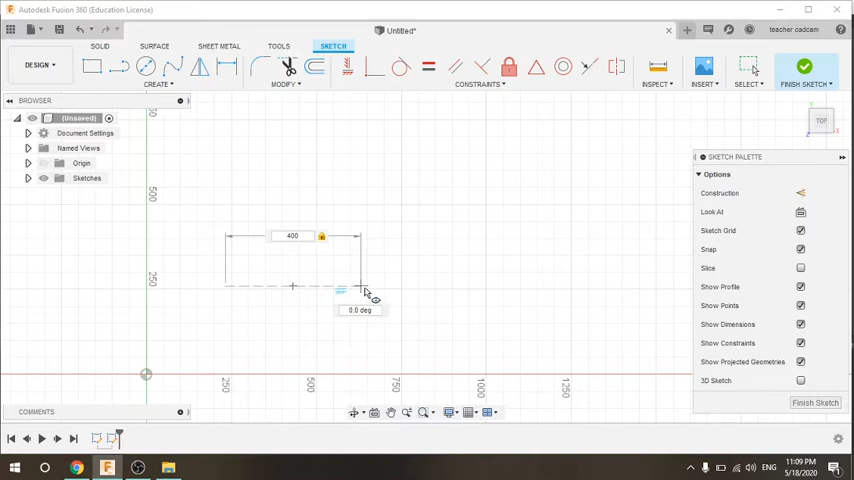 Autodesk Fusion 360 (Education License)
Untitled*
teacher cadcam
SOLID
SURFACE
SHEET METAL
TOOLS
SKETCH
DESIGN
CREATE
MODIFY
CONSTRAINTS
INSPECT
INSERT
SELECT
FINISH SKETCH
BROWSER
(Unsaved)
Document Settings
Named Views
Origin
Sketches
TOP
Y
X
Z
SKETCH PALETTE
Options
Construction
Look At
Sketch Grid
Snap
Slice
Show Profile
Show Points
Show Dimensions
Show Constraints
Show Projected Geometries
3D Sketch
Finish Sketch
500
250
400
0.0 deg
250
500
750
1000
1250
COMMENTS
ENG
11:09 PM
5/18/2020